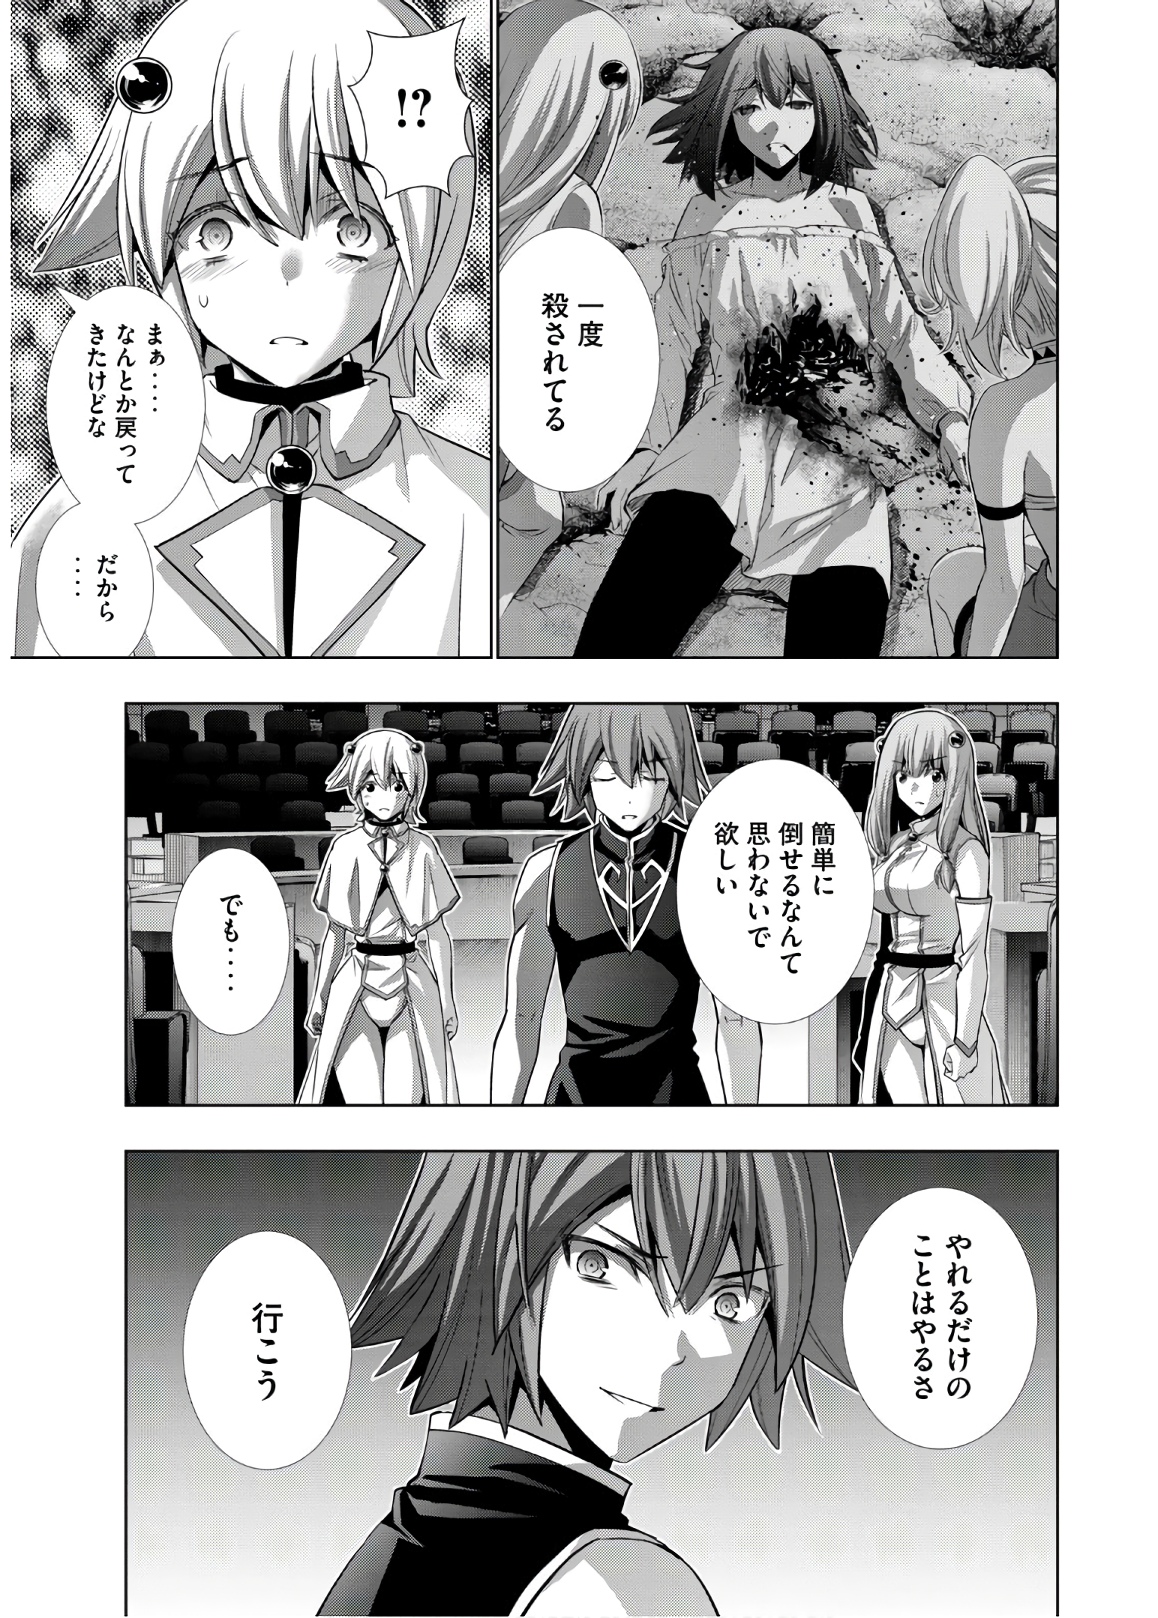 一度
殺されてる
!?
まぁ‥‥
なんとか戻って
きたけどな
だから
‥‥
簡単に
倒せるなんて
思わないで
欲しい
でも‥‥
やれるだけの
ことはやるさ
行こう